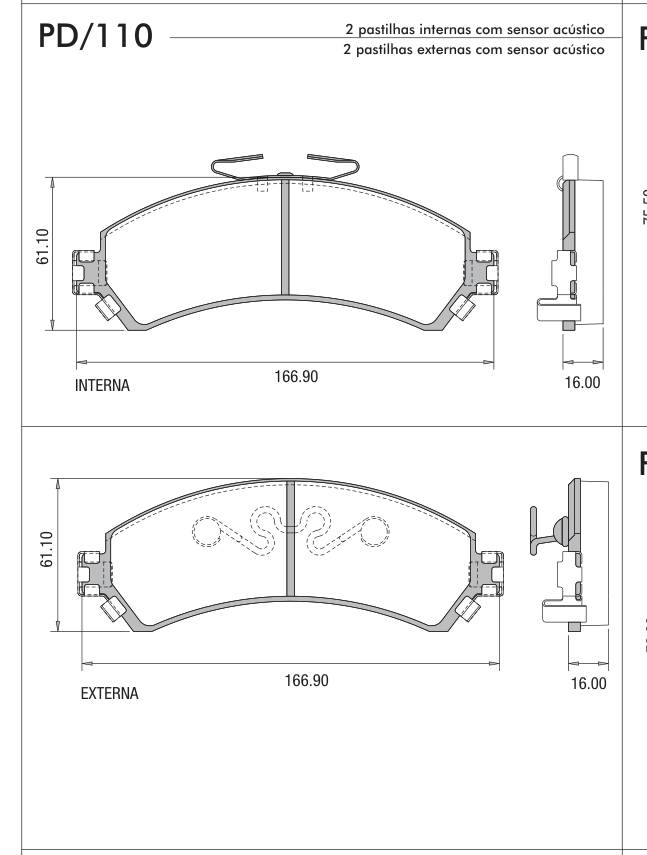 PD/110
2 pastilhas internas com sensor acústico
2 pastilhas externas com sensor acústico
61.10
166.90
16.00
INTERNA
61.10
166.90
16.00
EXTERNA